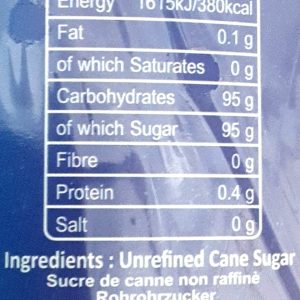 Energy 1615kJ/380kcal
Fat 0.1 g
of which Saturates 0 g
Carbohydrates 95 g
of which Sugar 95 g
Fibre 0 g
Protein 0.4 g
Salt 0 g
Ingredients : Unrefined Cane Sugar
Sucre de canne non raffinè
Rohrohrzucker